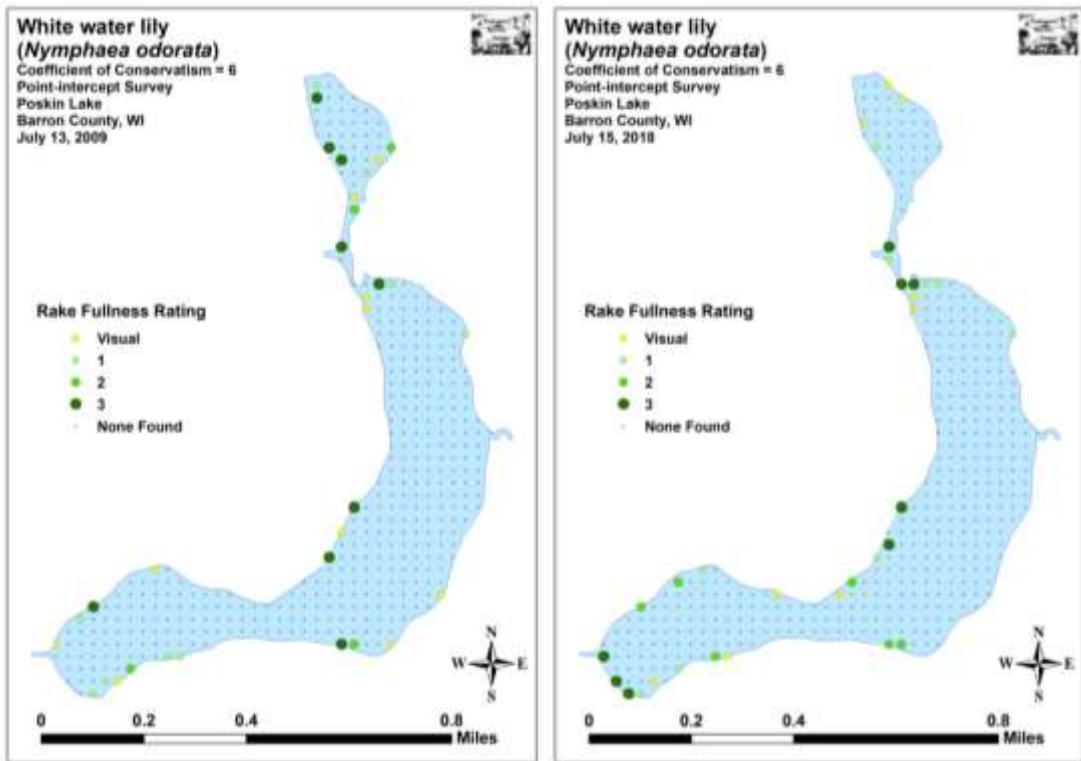 White water lily
(Nymphaea odorata)
Coefficient of Conservatism = 6
Point-intercept Survey
Poskin Lake
Barron County, WI
July 13, 2009
Rake Fullness Rating
Visual
1
2
3
None Found
N
W E
S
0 0.2 0.4 0.8
Miles
White water lily
(Nymphaea odorata)
Coefficient of Conservatism = 6
Point-intercept Survey
Poskin Lake
Barron County, WI
July 15, 2018
Rake Fullness Rating
Visual
1
2
3
None Found
N
W E
S
0 0.2 0.4 0.8
Miles